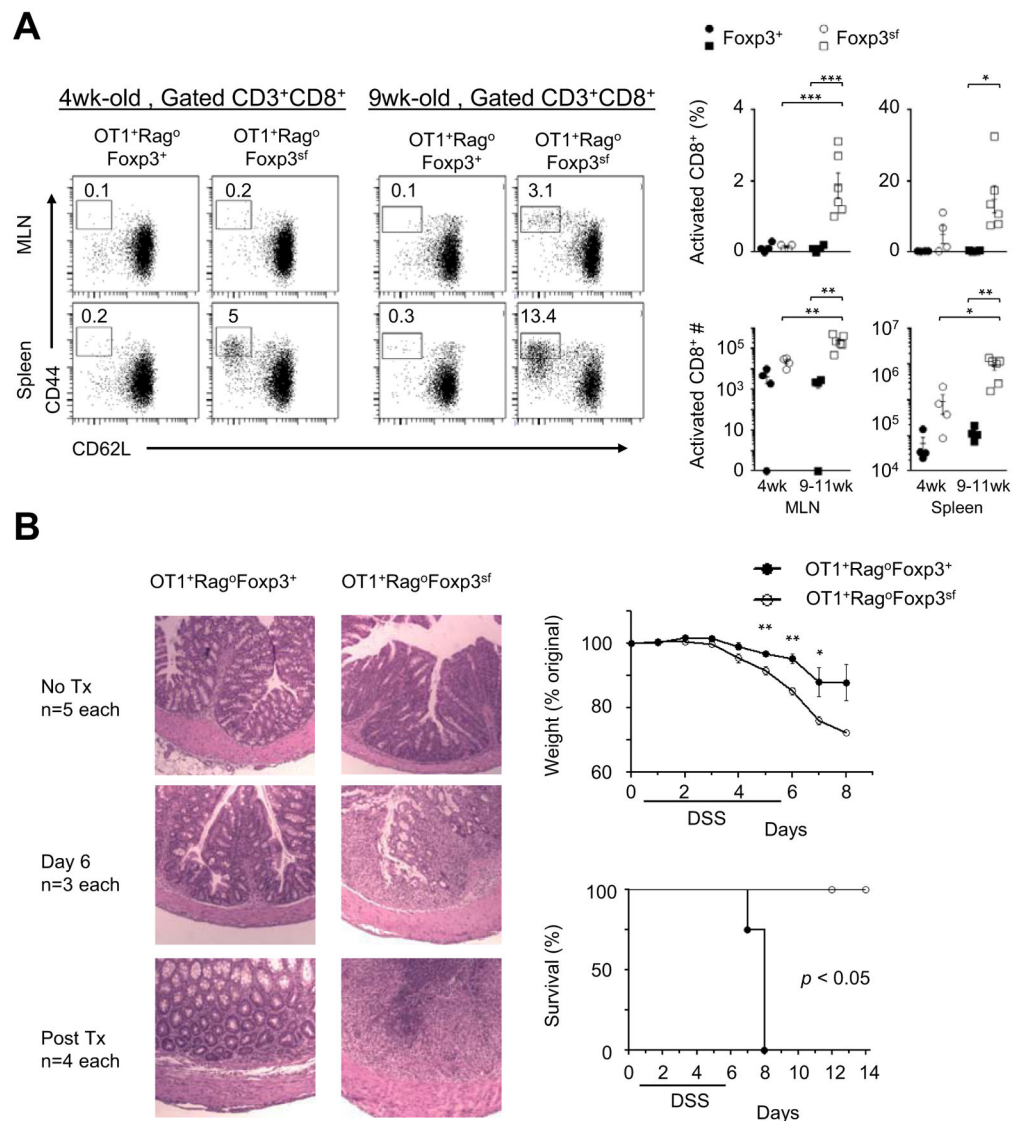 A
Foxp3⁺ Foxp3ˢᶠ
4wk-old , Gated CD3⁺CD8⁺ 9wk-old , Gated CD3⁺CD8⁺
OT1⁺Ragᵒ OT1⁺Ragᵒ OT1⁺Ragᵒ OT1⁺Ragᵒ
Foxp3⁺ Foxp3ˢᶠ Foxp3⁺ Foxp3ˢᶠ
MLN
0.1 0.2 0.1 3.1
Spleen
CD44
0.2 5 0.3 13.4
CD62L
Activated CD8⁺ (%)
4
2
0
*** ***
40
20
0
*
Activated CD8⁺ #
10⁵
10³
10
0
** **
10⁷
10⁶
10⁵
10⁴
** *
4wk 9-11wk 4wk 9-11wk
MLN Spleen
B
OT1⁺RagᵒFoxp3⁺ OT1⁺RagᵒFoxp3ˢᶠ
No Tx
n=5 each
Day 6
n=3 each
Post Tx
n=4 each
OT1⁺RagᵒFoxp3⁺
OT1⁺RagᵒFoxp3ˢᶠ
Weight (% original)
100
80
60
** ** *
0 2 4 6 8
DSS Days
Survival (%)
100
50
0
p < 0.05
0 2 4 6 8 10 12 14
DSS Days